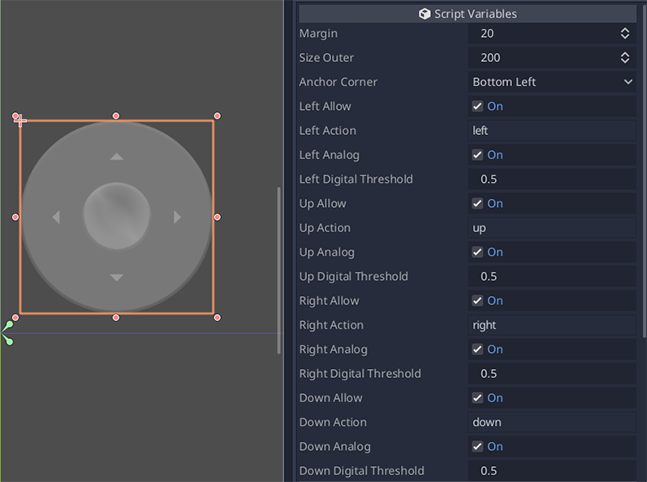 Script Variables
Margin 20
Size Outer 200
Anchor Corner Bottom Left
Left Allow On
Left Action left
Left Analog On
Left Digital Threshold 0.5
Up Allow On
Up Action up
Up Analog On
Up Digital Threshold 0.5
Right Allow On
Right Action right
Right Analog On
Right Digital Threshold 0.5
Down Allow On
Down Action down
Down Analog On
Down Digital Threshold 0.5